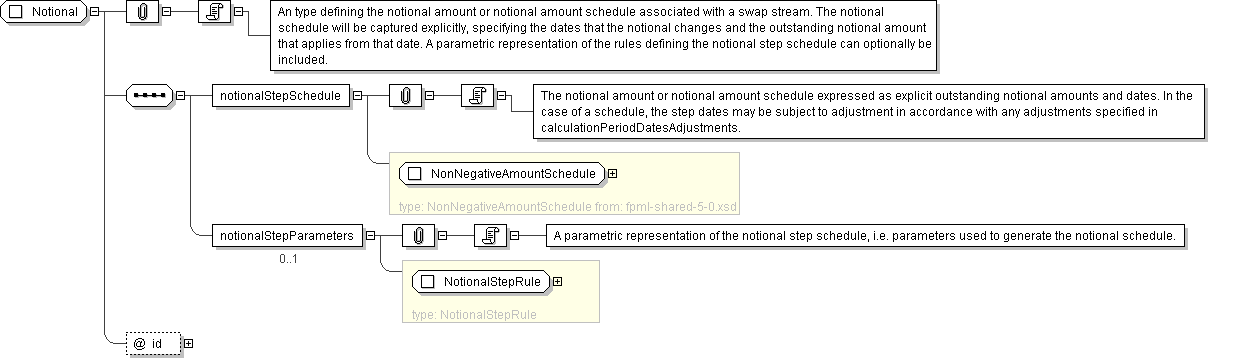 Notional
An type defining the notional amount or notional amount schedule associated with a swap stream. The notional
schedule will be captured explicitly, specifying the dates that the notional changes and the outstanding notional amount
that applies from that date. A parametric representation of the rules defining the notional step schedule can optionally be
included.
notionalStepSchedule
The notional amount or notional amount schedule expressed as explicit outstanding notional amounts and dates. In the
case of a schedule, the step dates may be subject to adjustment in accordance with any adjustments specified in
calculationPeriodDatesAdjustments.
NonNegativeAmountSchedule
type: NonNegativeAmountSchedule from: fpml-shared-5-0.xsd
notionalStepParameters
A parametric representation of the notional step schedule, i.e. parameters used to generate the notional schedule.
0..1
NotionalStepRule
type: NotionalStepRule
@ id